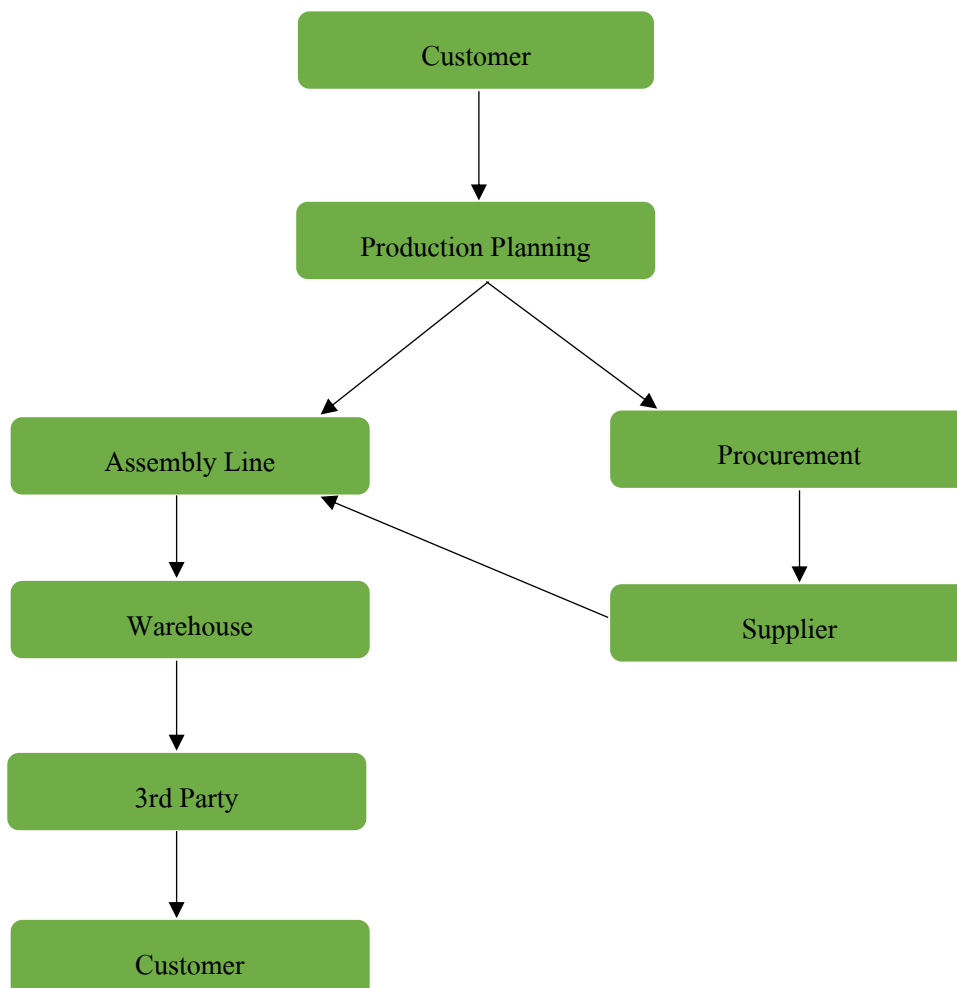 Customer
Production Planning
Assembly Line
Procurement
Warehouse
Supplier
3rd Party
Customer